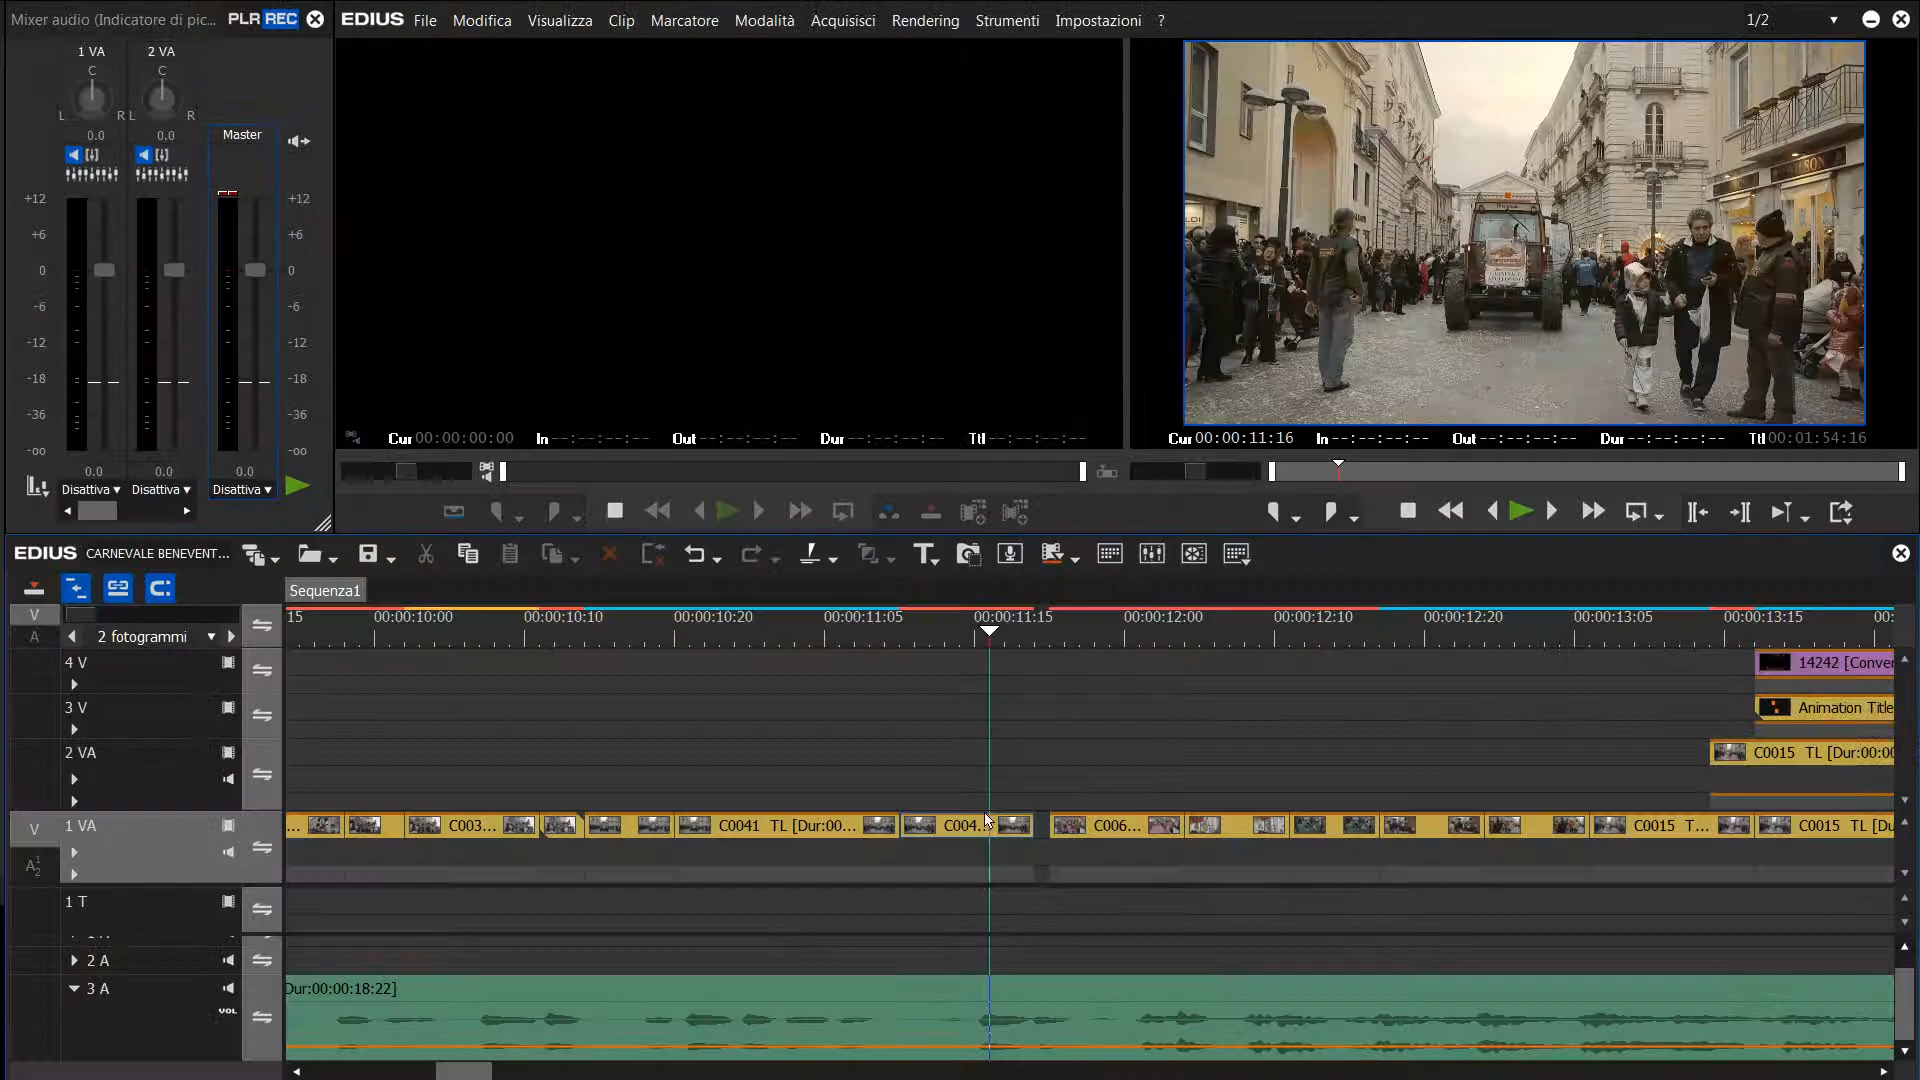 Mixer audio (Indicatore di pic... PLR REC
EDIUS File Modifica Visualizza Clip Marcatore Modalità Acquisisci Rendering Strumenti Impostazioni ? 1/2
1 VA 2 VA
C C
L R L R
0.0 0.0 Master
+12 +12
+6 +6
0 0
-6 -6
-12 -12
-18 -18
-36 -36
-oo -oo
0.0 0.0 0.0
Disattiva Disattiva Disattiva
Cur 00:00:00:00 In --:--:--:-- Out --:--:--:-- Dur --:--:--:-- Ttl --:--:--:--
Cur 00:00:11:16 In --:--:--:-- Out --:--:--:-- Dur --:--:--:-- Ttl 00:01:54:16
EDIUS CARNEVALE BENEVENT...
Sequenza1
V
A
2 fotogrammi
15 00:00:10:00 00:00:10:10 00:00:10:20 00:00:11:05 00:00:11:15 00:00:12:00 00:00:12:10 00:00:12:20 00:00:13:05 00:00:13:15 00:
4 V
14242 [Conver
3 V
Animation Title
2 VA
C0015 TL [Dur:00:00
V 1 VA
... C003... C0041 TL [Dur:00:... C004... C006... C0015 T... C0015 TL [Du
A 1 2
1 T
2 A
3 A
Dur:00:00:18:22]
VOL